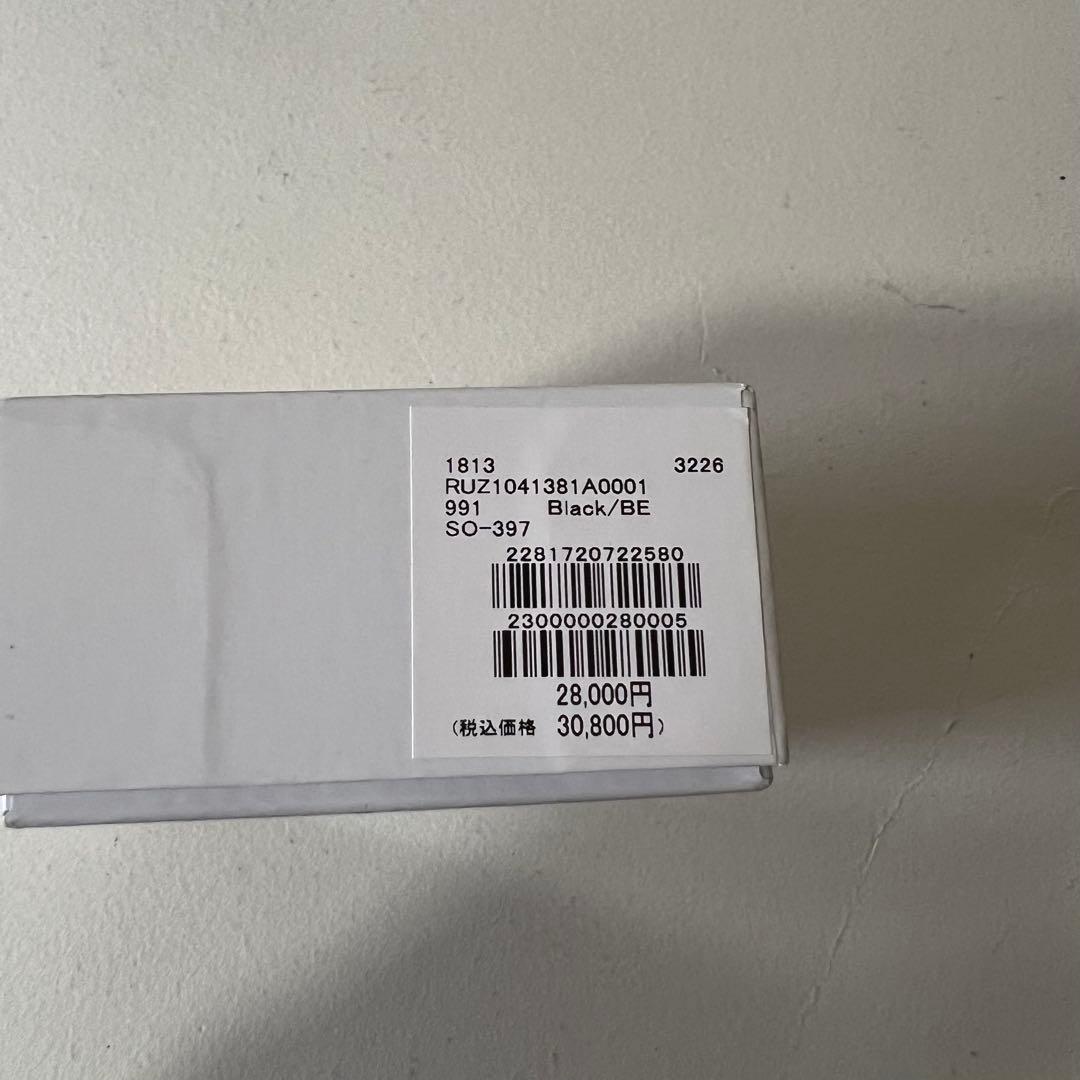 1813 3226
RUZ1041381A0001
991 Black/BE
SO-397
2281720722580
2300000280005
28,000円
(税込価格 30,800円)